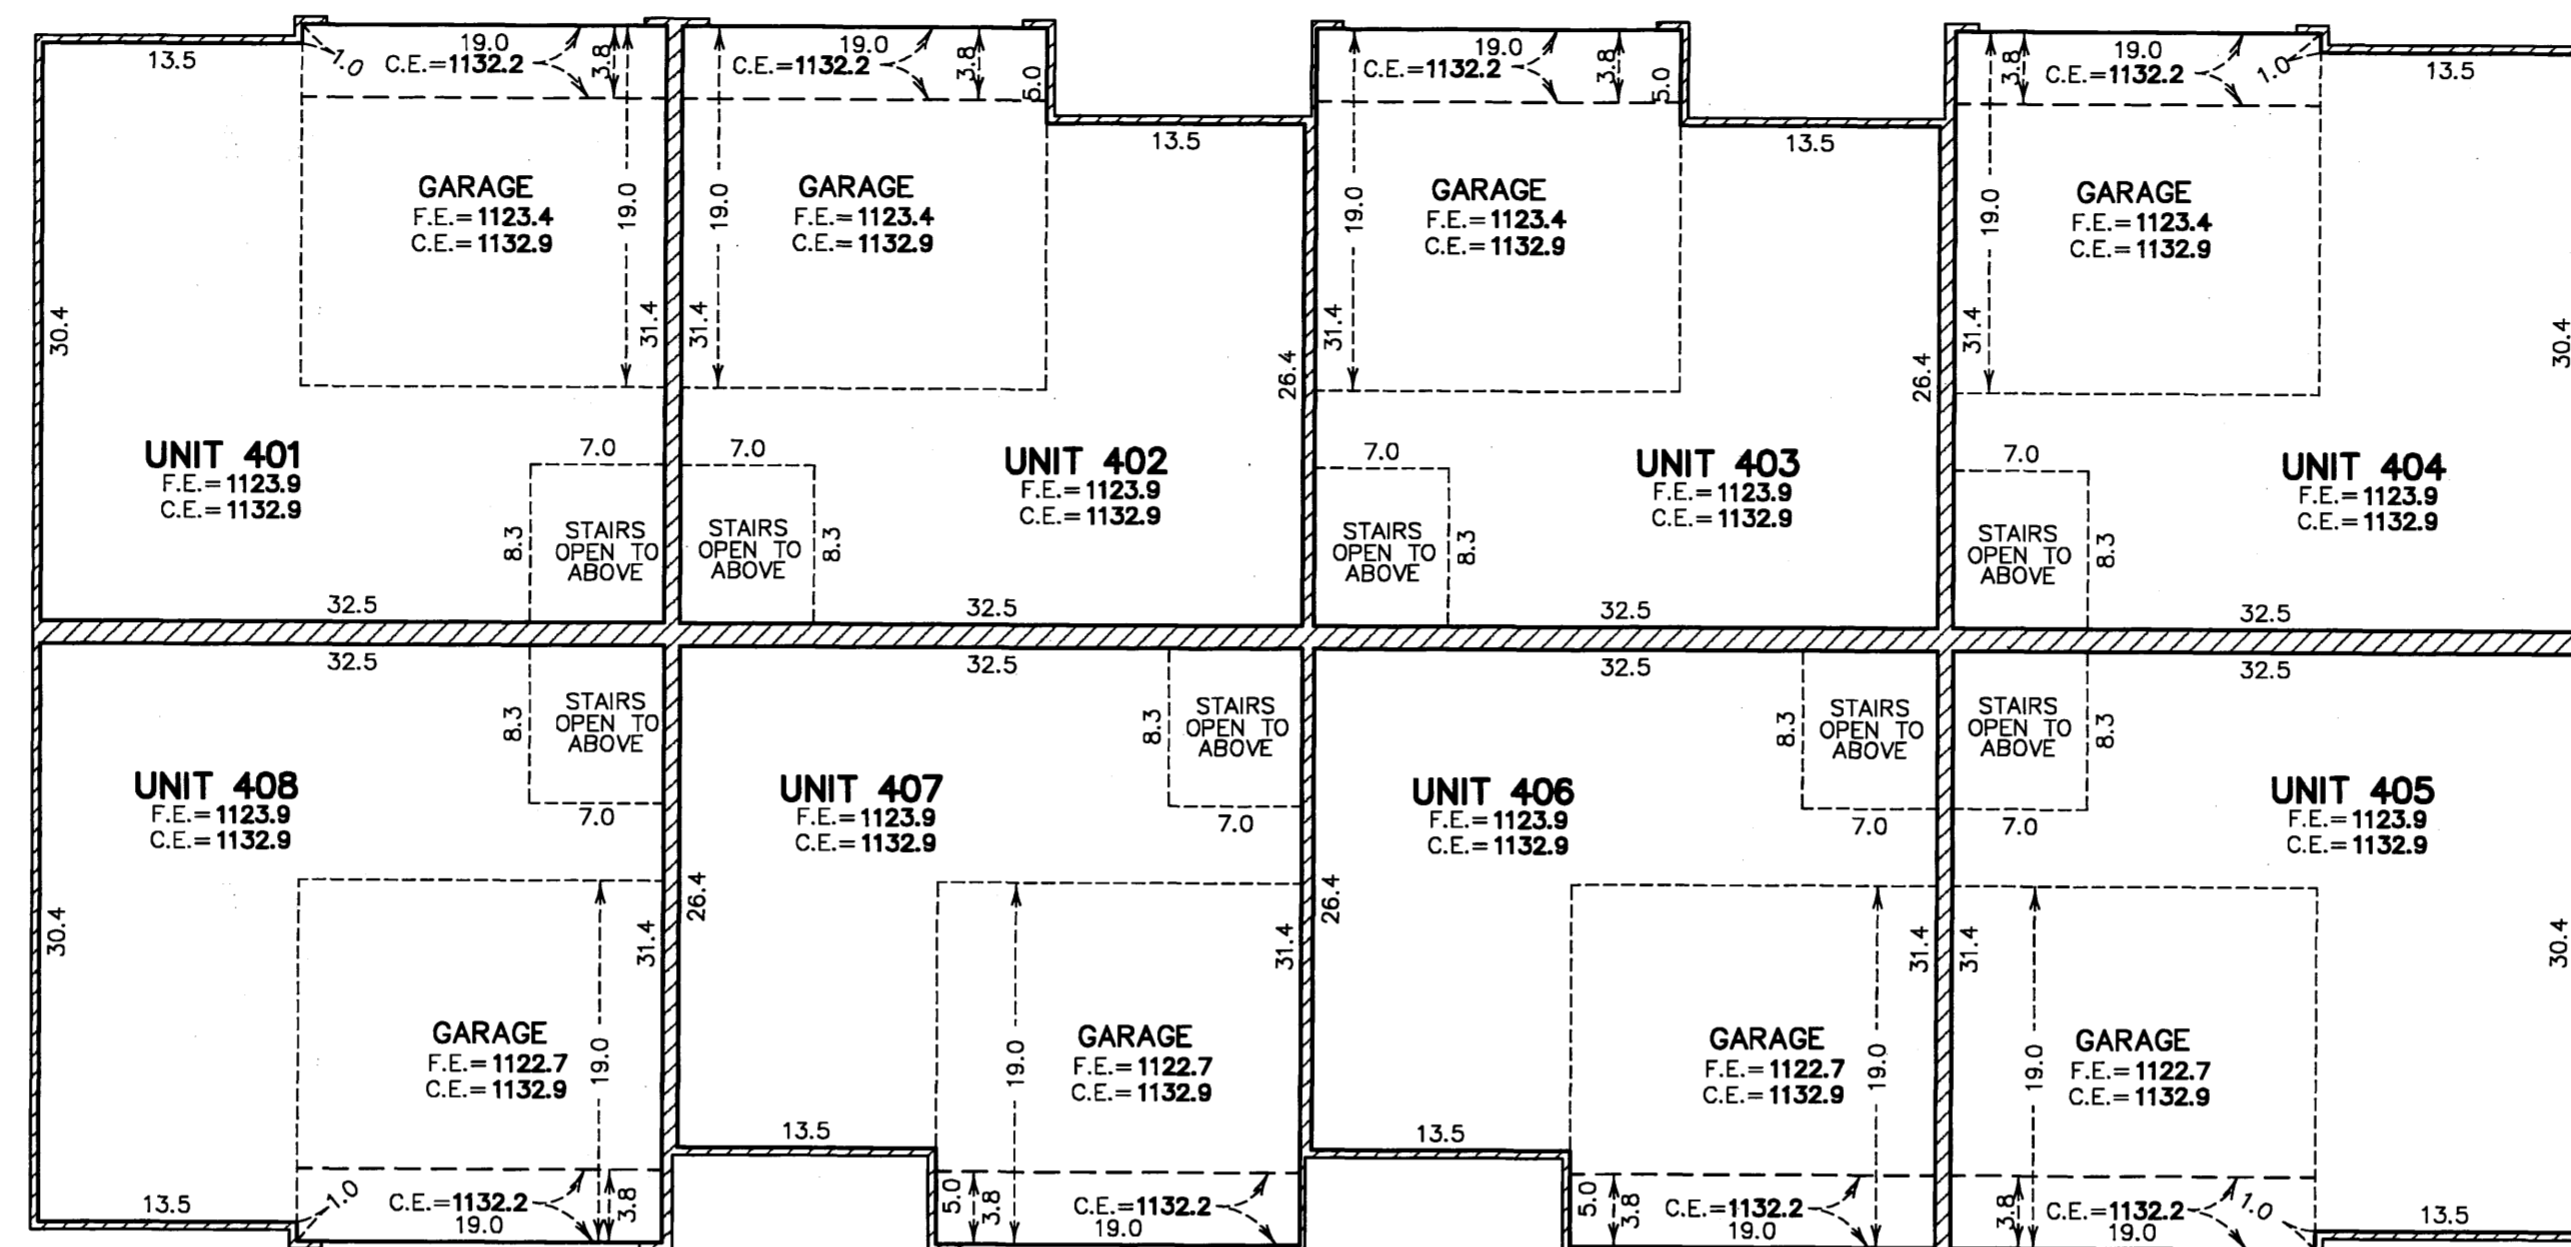 13.5
1.0
19.0
C.E.=1132.2
3.8
19.0
C.E.=1132.2
3.8
5.0
13.5
19.0
C.E.=1132.2
3.8
5.0
13.5
3.8
19.0
C.E.=1132.2
1.0
13.5
GARAGE
F.E.=1123.4
C.E.=1132.9
19.0
31.4
30.4
GARAGE
F.E.=1123.4
C.E.=1132.9
19.0
31.4
26.4
GARAGE
F.E.=1123.4
C.E.=1132.9
19.0
31.4
26.4
GARAGE
F.E.=1123.4
C.E.=1132.9
19.0
31.4
30.4
UNIT 401
F.E.=1123.9
C.E.=1132.9
7.0
8.3
STAIRS
OPEN TO
ABOVE
32.5
7.0
STAIRS
OPEN TO
ABOVE
8.3
UNIT 402
F.E.=1123.9
C.E.=1132.9
32.5
7.0
STAIRS
OPEN TO
ABOVE
8.3
UNIT 403
F.E.=1123.9
C.E.=1132.9
32.5
7.0
STAIRS
OPEN TO
ABOVE
8.3
UNIT 404
F.E.=1123.9
C.E.=1132.9
32.5
32.5
8.3
STAIRS
OPEN TO
ABOVE
7.0
UNIT 408
F.E.=1123.9
C.E.=1132.9
32.5
8.3
STAIRS
OPEN TO
ABOVE
7.0
UNIT 407
F.E.=1123.9
C.E.=1132.9
32.5
8.3
STAIRS
OPEN TO
ABOVE
7.0
UNIT 406
F.E.=1123.9
C.E.=1132.9
32.5
STAIRS
OPEN TO
ABOVE
8.3
7.0
UNIT 405
F.E.=1123.9
C.E.=1132.9
30.4
31.4
GARAGE
F.E.=1122.7
C.E.=1132.9
19.0
26.4
31.4
19.0
GARAGE
F.E.=1122.7
C.E.=1132.9
26.4
31.4
GARAGE
F.E.=1122.7
C.E.=1132.9
19.0
31.4
30.4
19.0
GARAGE
F.E.=1122.7
C.E.=1132.9
13.5
1.0
C.E.=1132.2
19.0
3.8
13.5
5.0
3.8
C.E.=1132.2
19.0
13.5
5.0
3.8
C.E.=1132.2
19.0
3.8
C.E.=1132.2
19.0
1.0
13.5